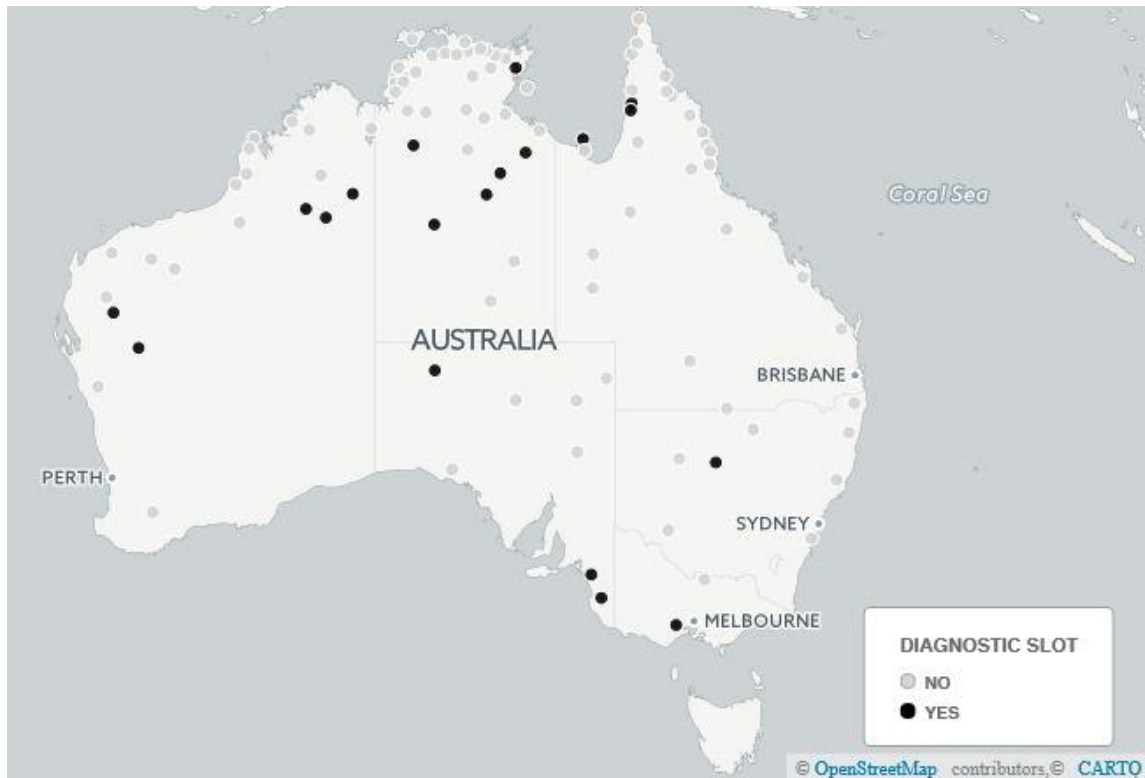 Coral Sea
AUSTRALIA
BRISBANE
PERTH
SYDNEY
MELBOURNE
DIAGNOSTIC SLOT
NO
YES
© OpenStreetMap contributors,© CARTO